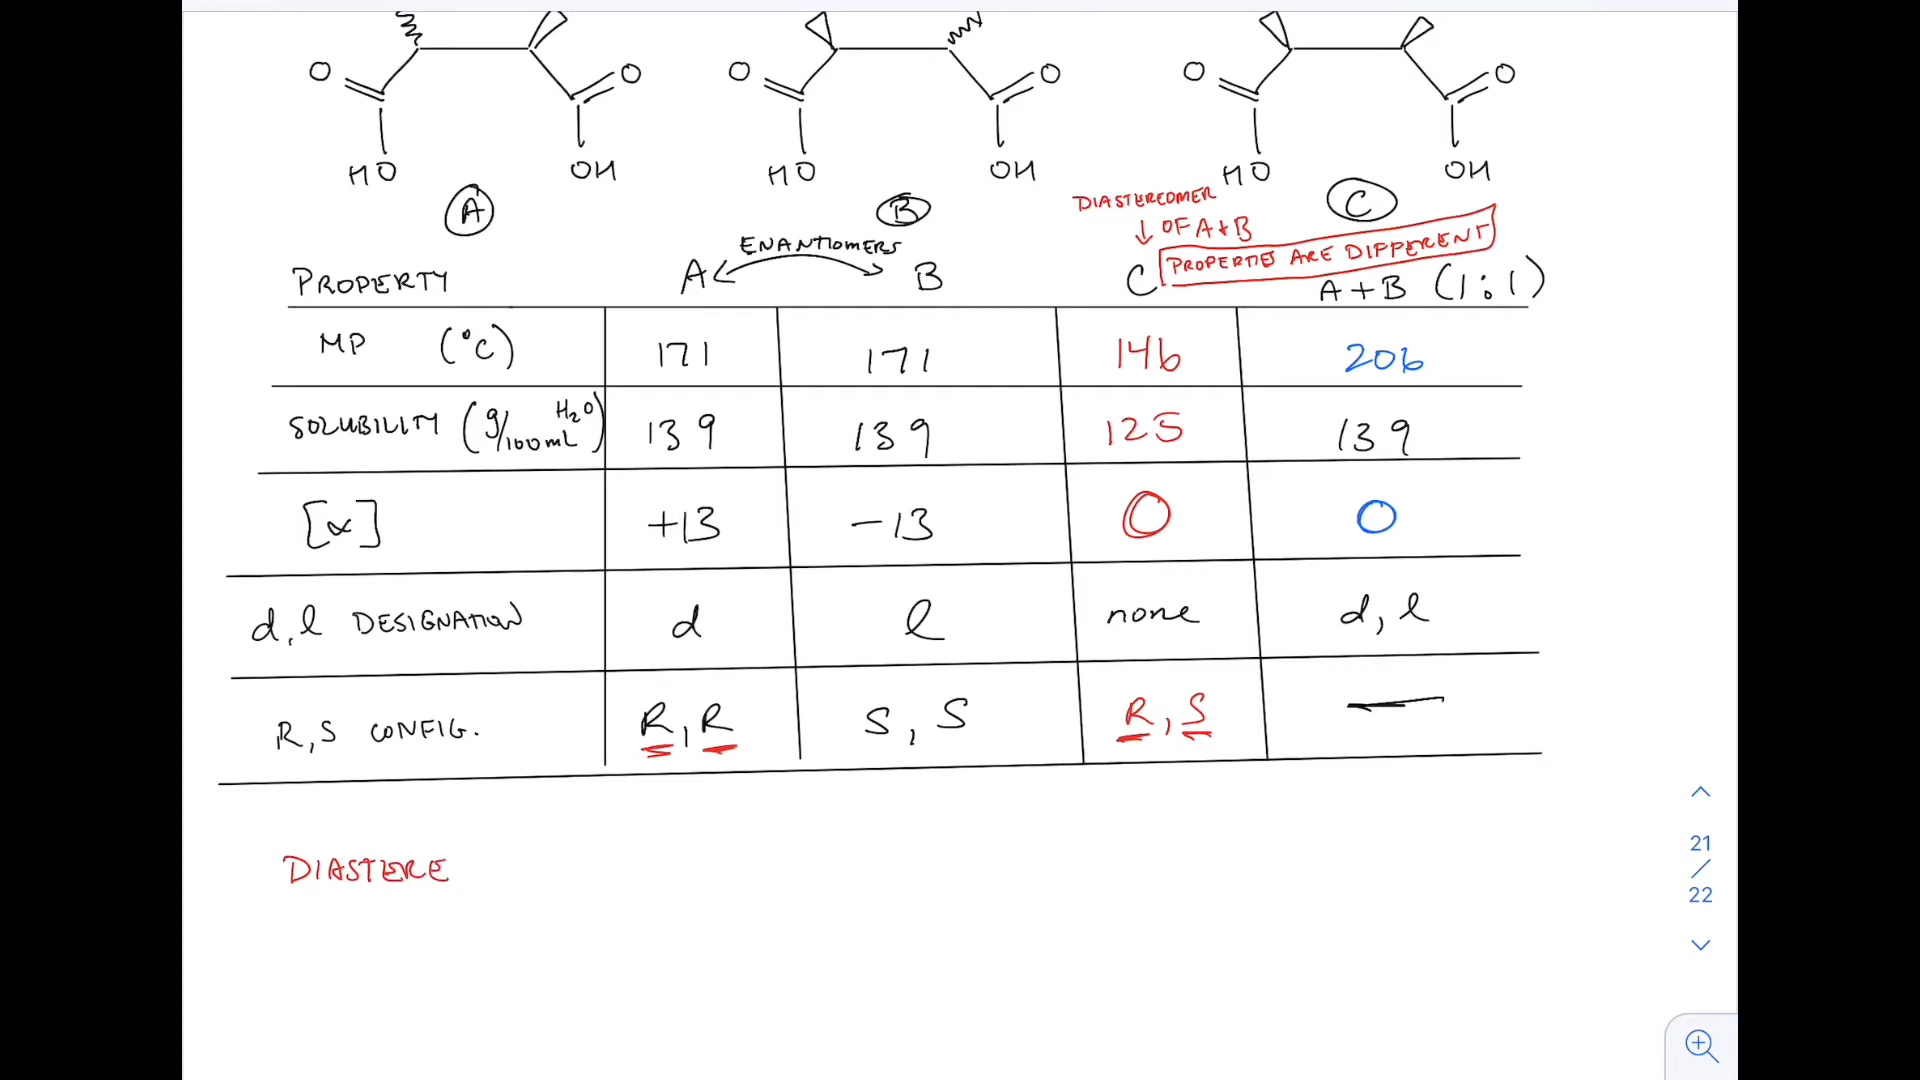 O O O O O O
HO OH HO OH HO OH
A B C
DIASTEREOMER
↓ OF A+B
ENANTIOMERS
PROPERTIES ARE DIFFERENT
PROPERTY A B C A+B (1:1)
MP (°C) 171 171 146 206
SOLUBILITY (g/100mL H₂O) 139 139 125 139
[α] +13 -13 0 0
d,l DESIGNATION d l none d, l
R,S CONFIG. R,R S,S R,S —
DIASTERE
21
/
22